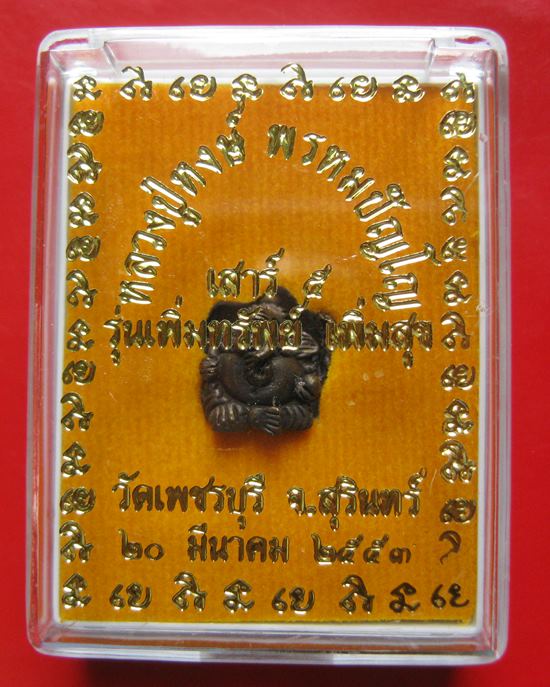 หลวงปู่หงษ์ พรหมปัญโญ
เสาร์ ๕
รุ่นเพิ่มทรัพย์ เพิ่มสุข
วัดเพชรบุรี จ.สุรินทร์
๒๐ มีนาคม ๒๕๕๓